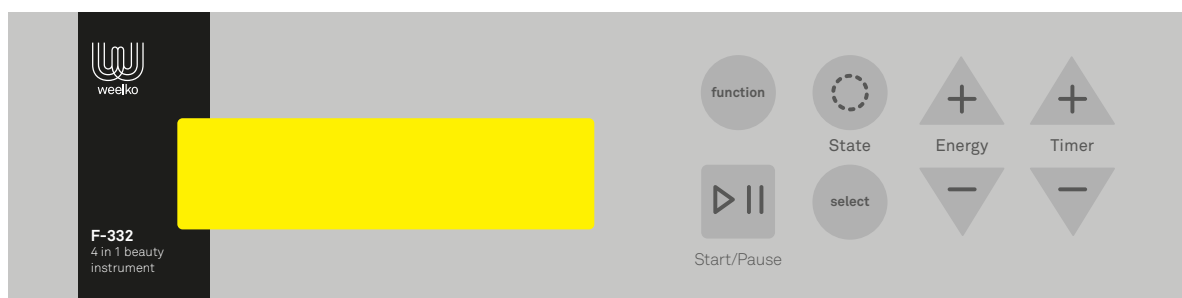 weelko
F-332
4 in 1 beauty
instrument
function
State
Energy
Timer
select
Start/Pause